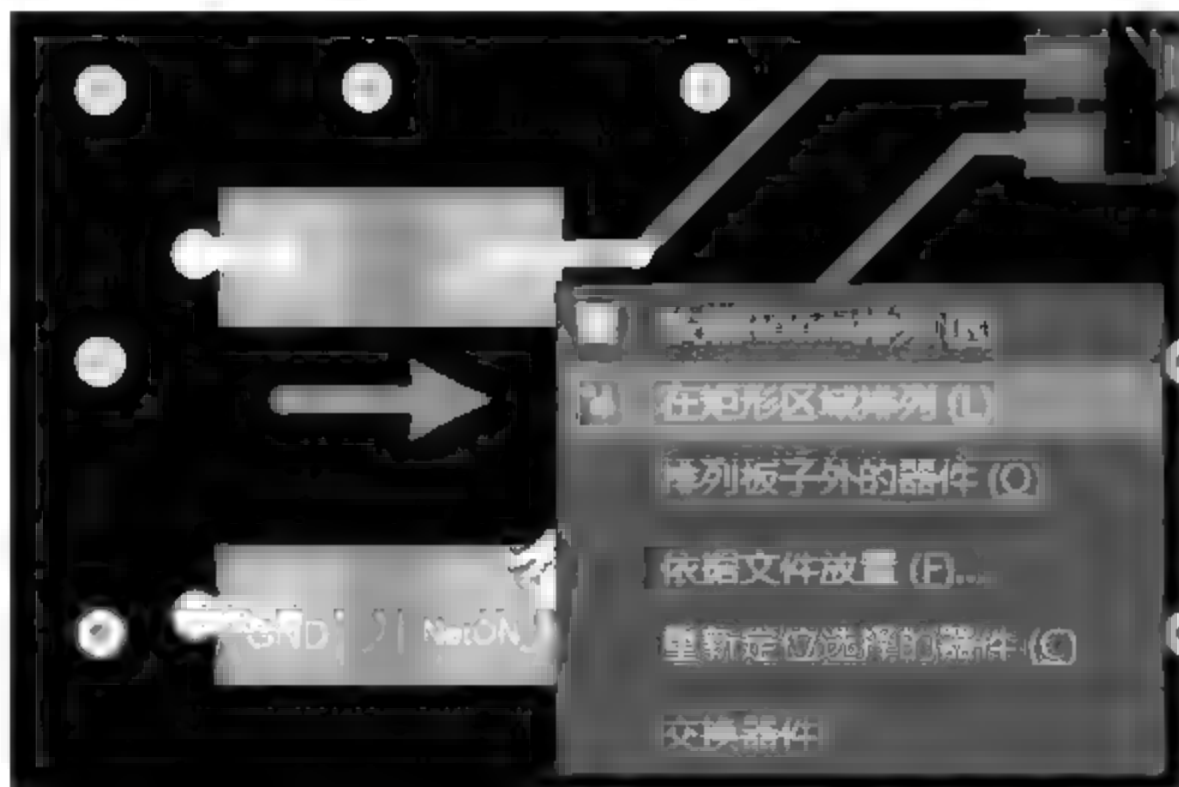 在矩形区域排列 (L)
排列板子外的器件 (O)
依据文件放置 (F)...
GND
重新定位选择的器件 (C)
交换器件